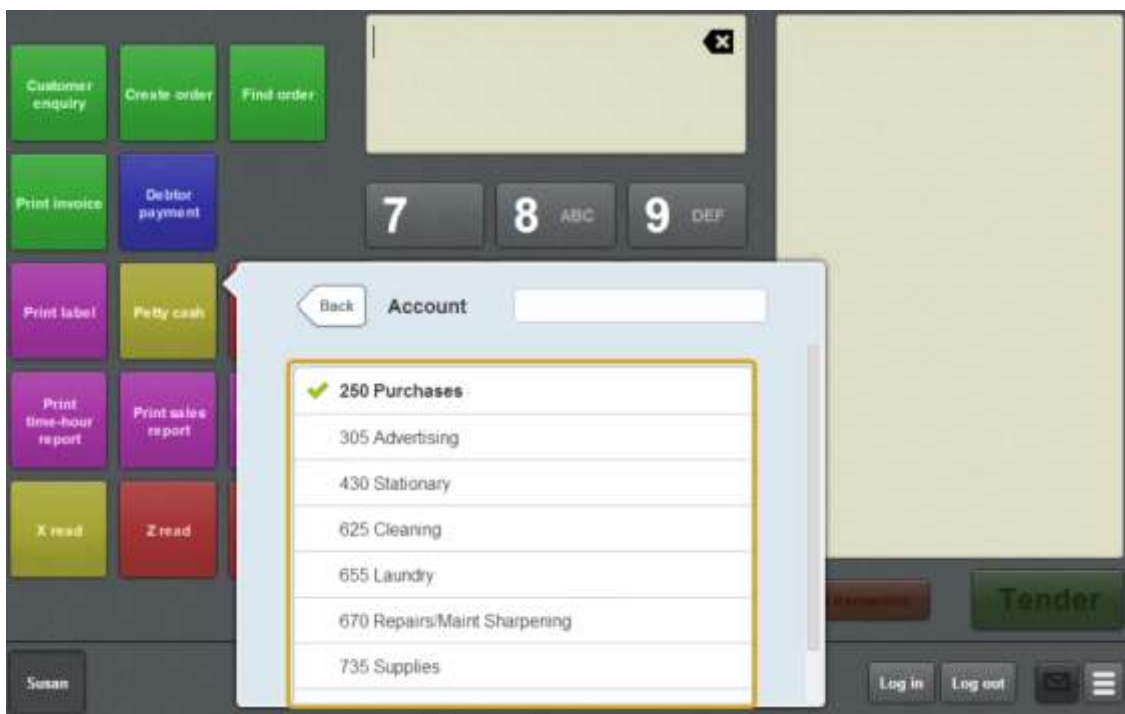 Customer
enquiry
Create order
Find order
Print invoice
Debtor
payment
7
8 ABC
9 DEF
Print label
Petty cash
Back
Account
Print
time-hour
report
Print sales
report
250 Purchases
305 Advertising
430 Stationary
625 Cleaning
655 Laundry
670 Repairs/Maint Sharpening
735 Supplies
X read
Z read
Tender
Susan
Log in
Log out